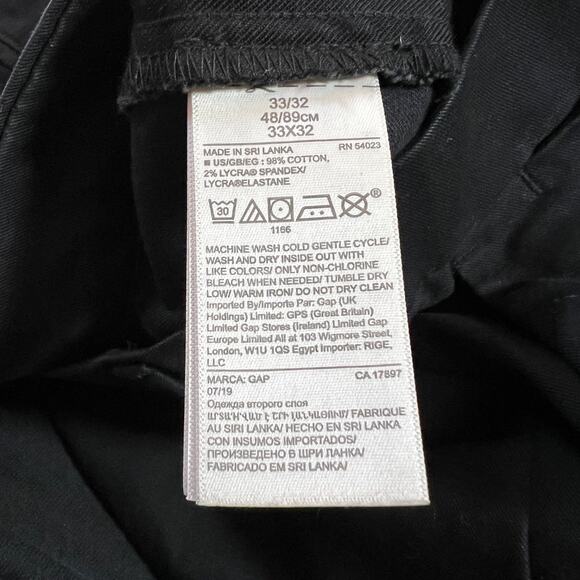 33/32
48/89CM
33X32
MADE IN SRI LANKA RN 54023
US/GB/EG : 98% COTTON,
2% LYCRA® SPANDEX/
LYCRA®ELASTANE
30
1166
MACHINE WASH COLD GENTLE CYCLE/
WASH AND DRY INSIDE OUT WITH
LIKE COLORS/ ONLY NON-CHLORINE
BLEACH WHEN NEEDED/ TUMBLE DRY
LOW/ WARM IRON/ DO NOT DRY CLEAN
Imported By/Importe Par: Gap (UK
Holdings) Limited: GPS (Great Britain)
Limited Gap Stores (Ireland) Limited Gap
Europe Limited All at 103 Wigmore Street,
London, W1U 1QS Egypt Importer: RIGE,
LLC
MARCA: GAP CA 17897
07/19
Одежда второго слоя
ԱՐՏԱԴՎԱԾ Է ՇՐԻ ԼԱՆԿԱՅՈՒՄ/ FABRIQUE
AU SIRI LANKA/ HECHO EN SRI LANKA
CON INSUMOS IMPORTADOS/
ПРОИЗВЕДЕНО В ШРИ ЛАНКА/
FABRICADO EM SRI LANKA/